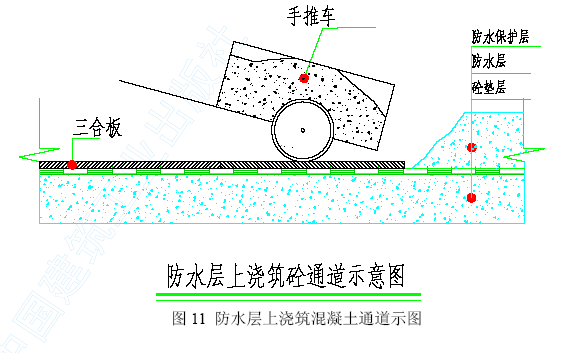 手推车
防水保护层
防水层
砼垫层
三合板
防水层上浇筑砼通道示意图
图 11 防水层上浇筑混凝土通道示图